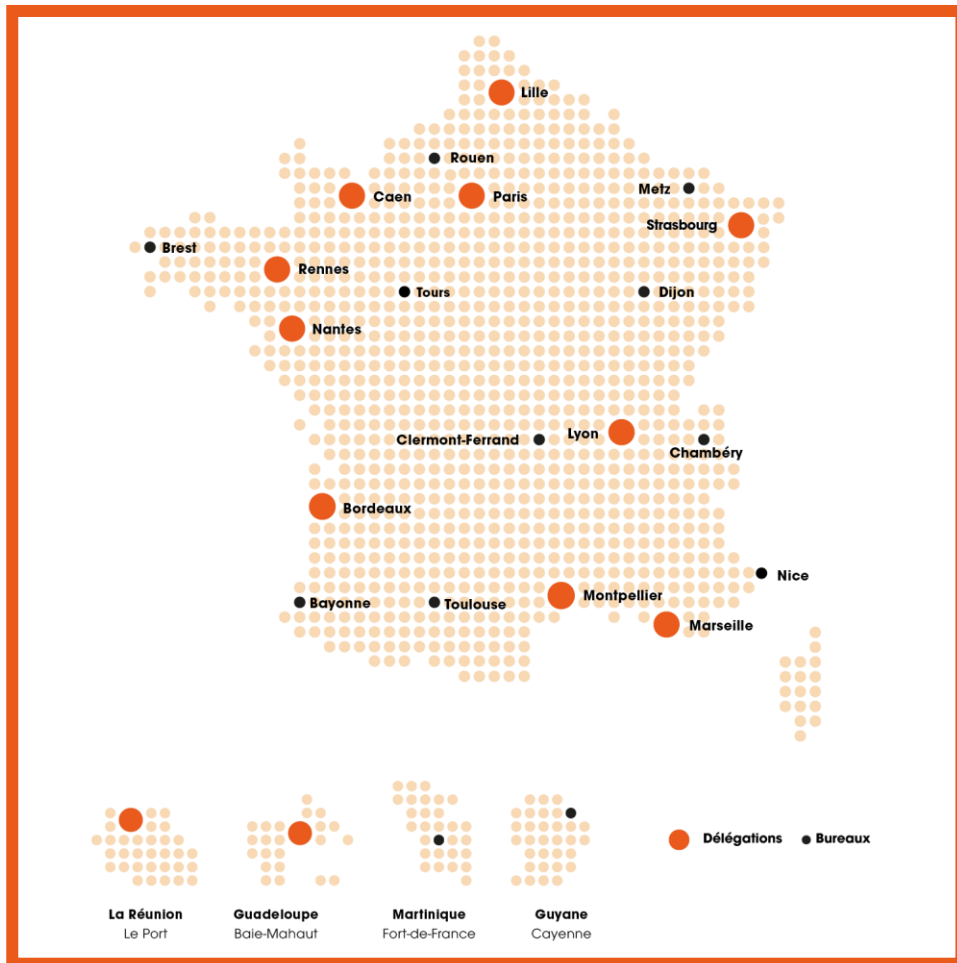 Lille
Rouen
Metz
Caen
Paris
Strasbourg
Brest
Rennes
Tours
Dijon
Nantes
Lyon
Clermont-Ferrand
Chambéry
Bordeaux
Nice
Montpellier
Bayonne
Toulouse
Marseille
Délégations
Bureaux
La Réunion
Le Port
Guadeloupe
Baie-Mahaut
Martinique
Fort-de-France
Guyane
Cayenne